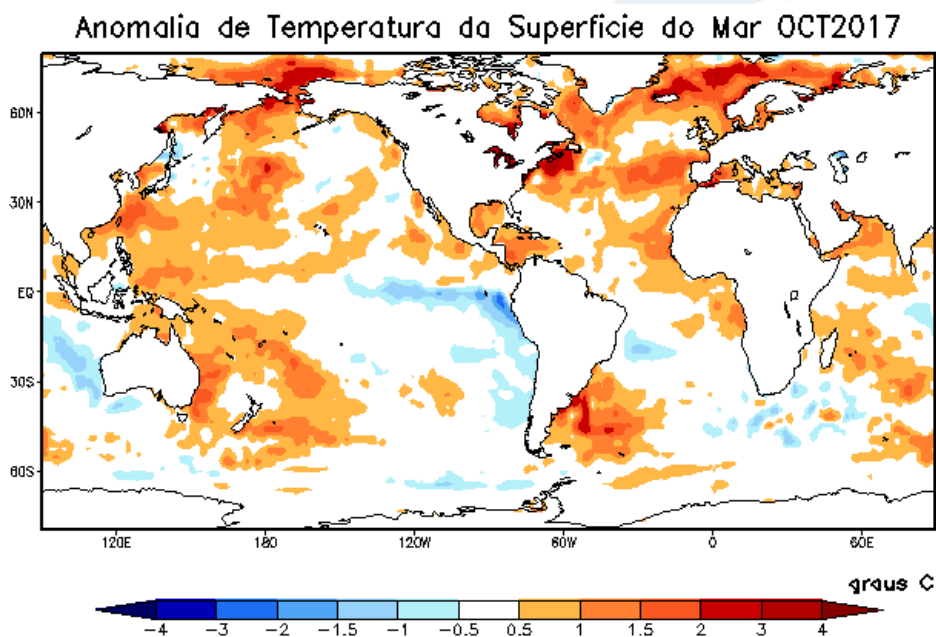 Anomalia de Temperatura da Superficie do Mar OCT2017
60N
30N
EQ
30S
60S
120E 180 120W 60W 0 60E
graus C
-4 -3 -2 -1.5 -1 -0.5 0.5 1 1.5 2 3 4